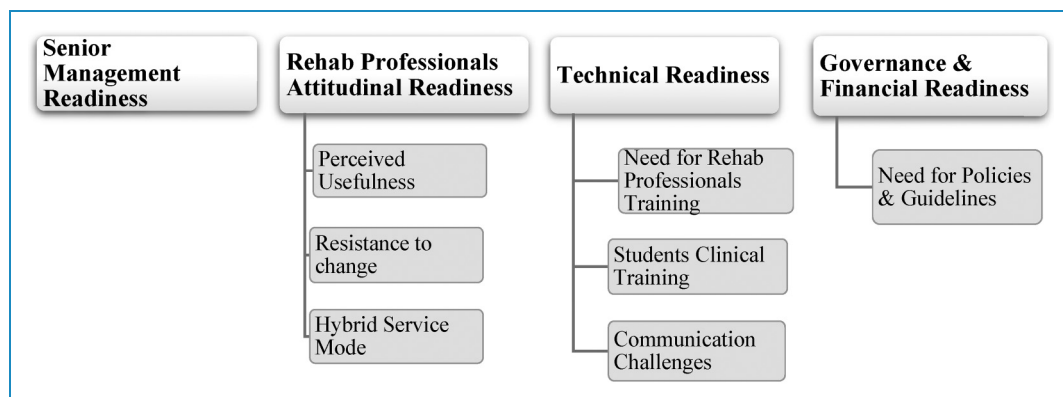 Senior
Management
Readiness
Rehab Professionals
Attitudinal Readiness
Perceived
Usefulness
Resistance to
change
Hybrid Service
Mode
Technical Readiness
Need for Rehab
Professionals
Training
Students Clinical
Training
Communication
Challenges
Governance &
Financial Readiness
Need for Policies
& Guidelines